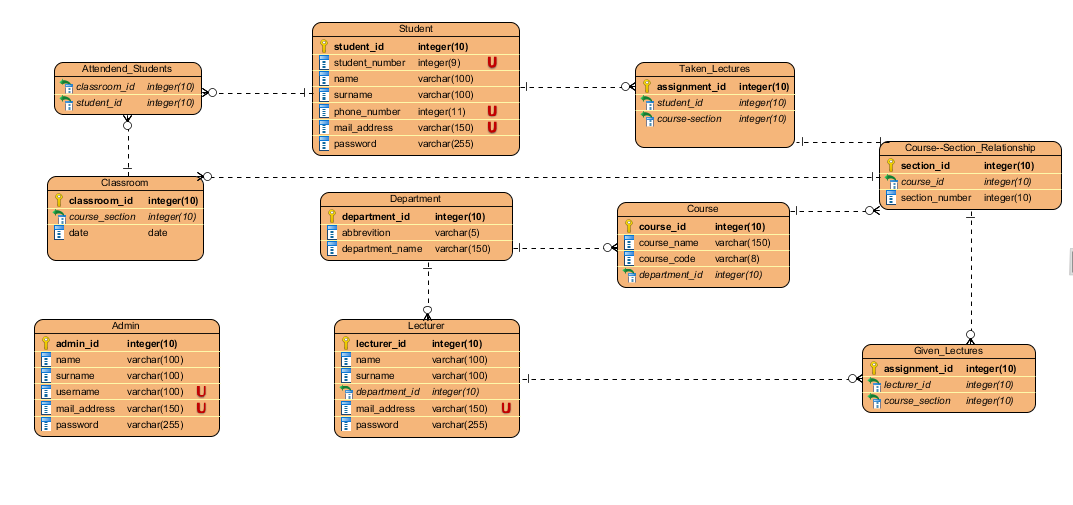 Student
student_id integer(10)
student_number integer(9) U
name varchar(100)
surname varchar(100)
phone_number integer(11) U
mail_address varchar(150) U
password varchar(255)
Attendend_Students
classroom_id integer(10)
student_id integer(10)
Taken_Lectures
assignment_id integer(10)
student_id integer(10)
course-section integer(10)
Course--Section_Relationship
section_id integer(10)
course_id integer(10)
section_number integer(10)
Classroom
classroom_id integer(10)
course_section integer(10)
date date
Department
department_id integer(10)
abbrevition varchar(5)
department_name varchar(150)
Course
course_id integer(10)
course_name varchar(150)
course_code varchar(8)
department_id integer(10)
Admin
admin_id integer(10)
name varchar(100)
surname varchar(100)
username varchar(100) U
mail_address varchar(150) U
password varchar(255)
Lecturer
lecturer_id integer(10)
name varchar(100)
surname varchar(100)
department_id integer(10)
mail_address varchar(150) U
password varchar(255)
Given_Lectures
assignment_id integer(10)
lecturer_id integer(10)
course_section integer(10)